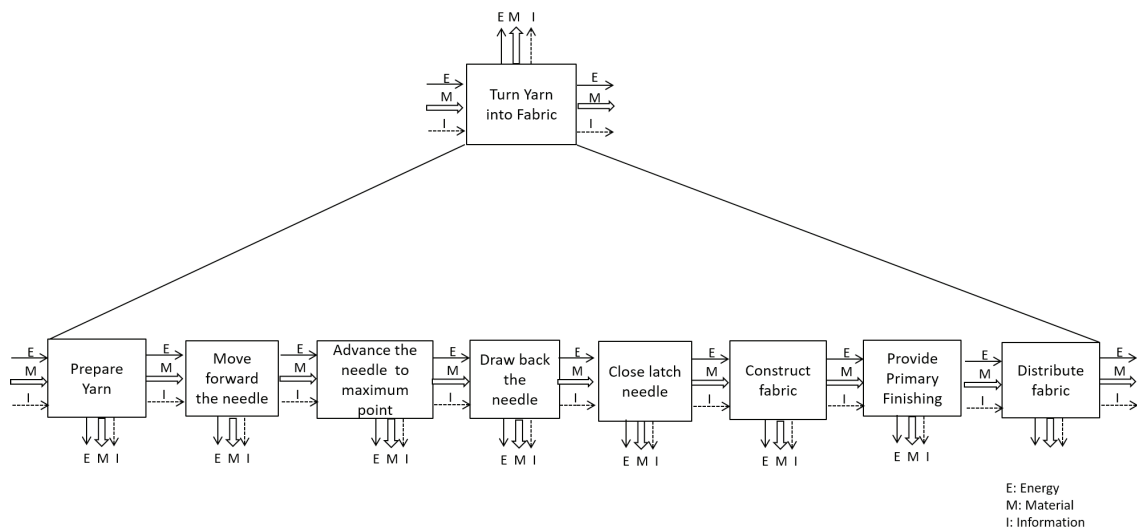 E M I
E
M
I
Turn Yarn
into Fabric
E
M
I
E
M
I
Prepare
Yarn
E
M
I
Move
forward
the needle
E
M
I
Advance the
needle to
maximum
point
E
M
I
Draw back
the
needle
E
M
I
Close latch
needle
E
M
I
Construct
fabric
E
M
I
Provide
Primary
Finishing
E
M
I
Distribute
fabric
E
M
I
E M I
E M I
E M I
E M I
E M I
E M I
E M I
E M I
E: Energy
M: Material
I: Information